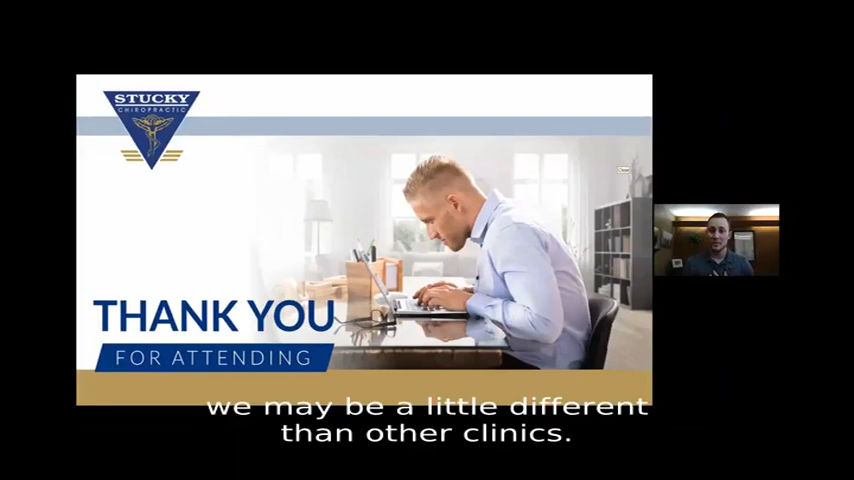 STUCKY
CHIROPRACTIC
THANK YOU
FOR ATTENDING
we may be a little different
than other clinics.